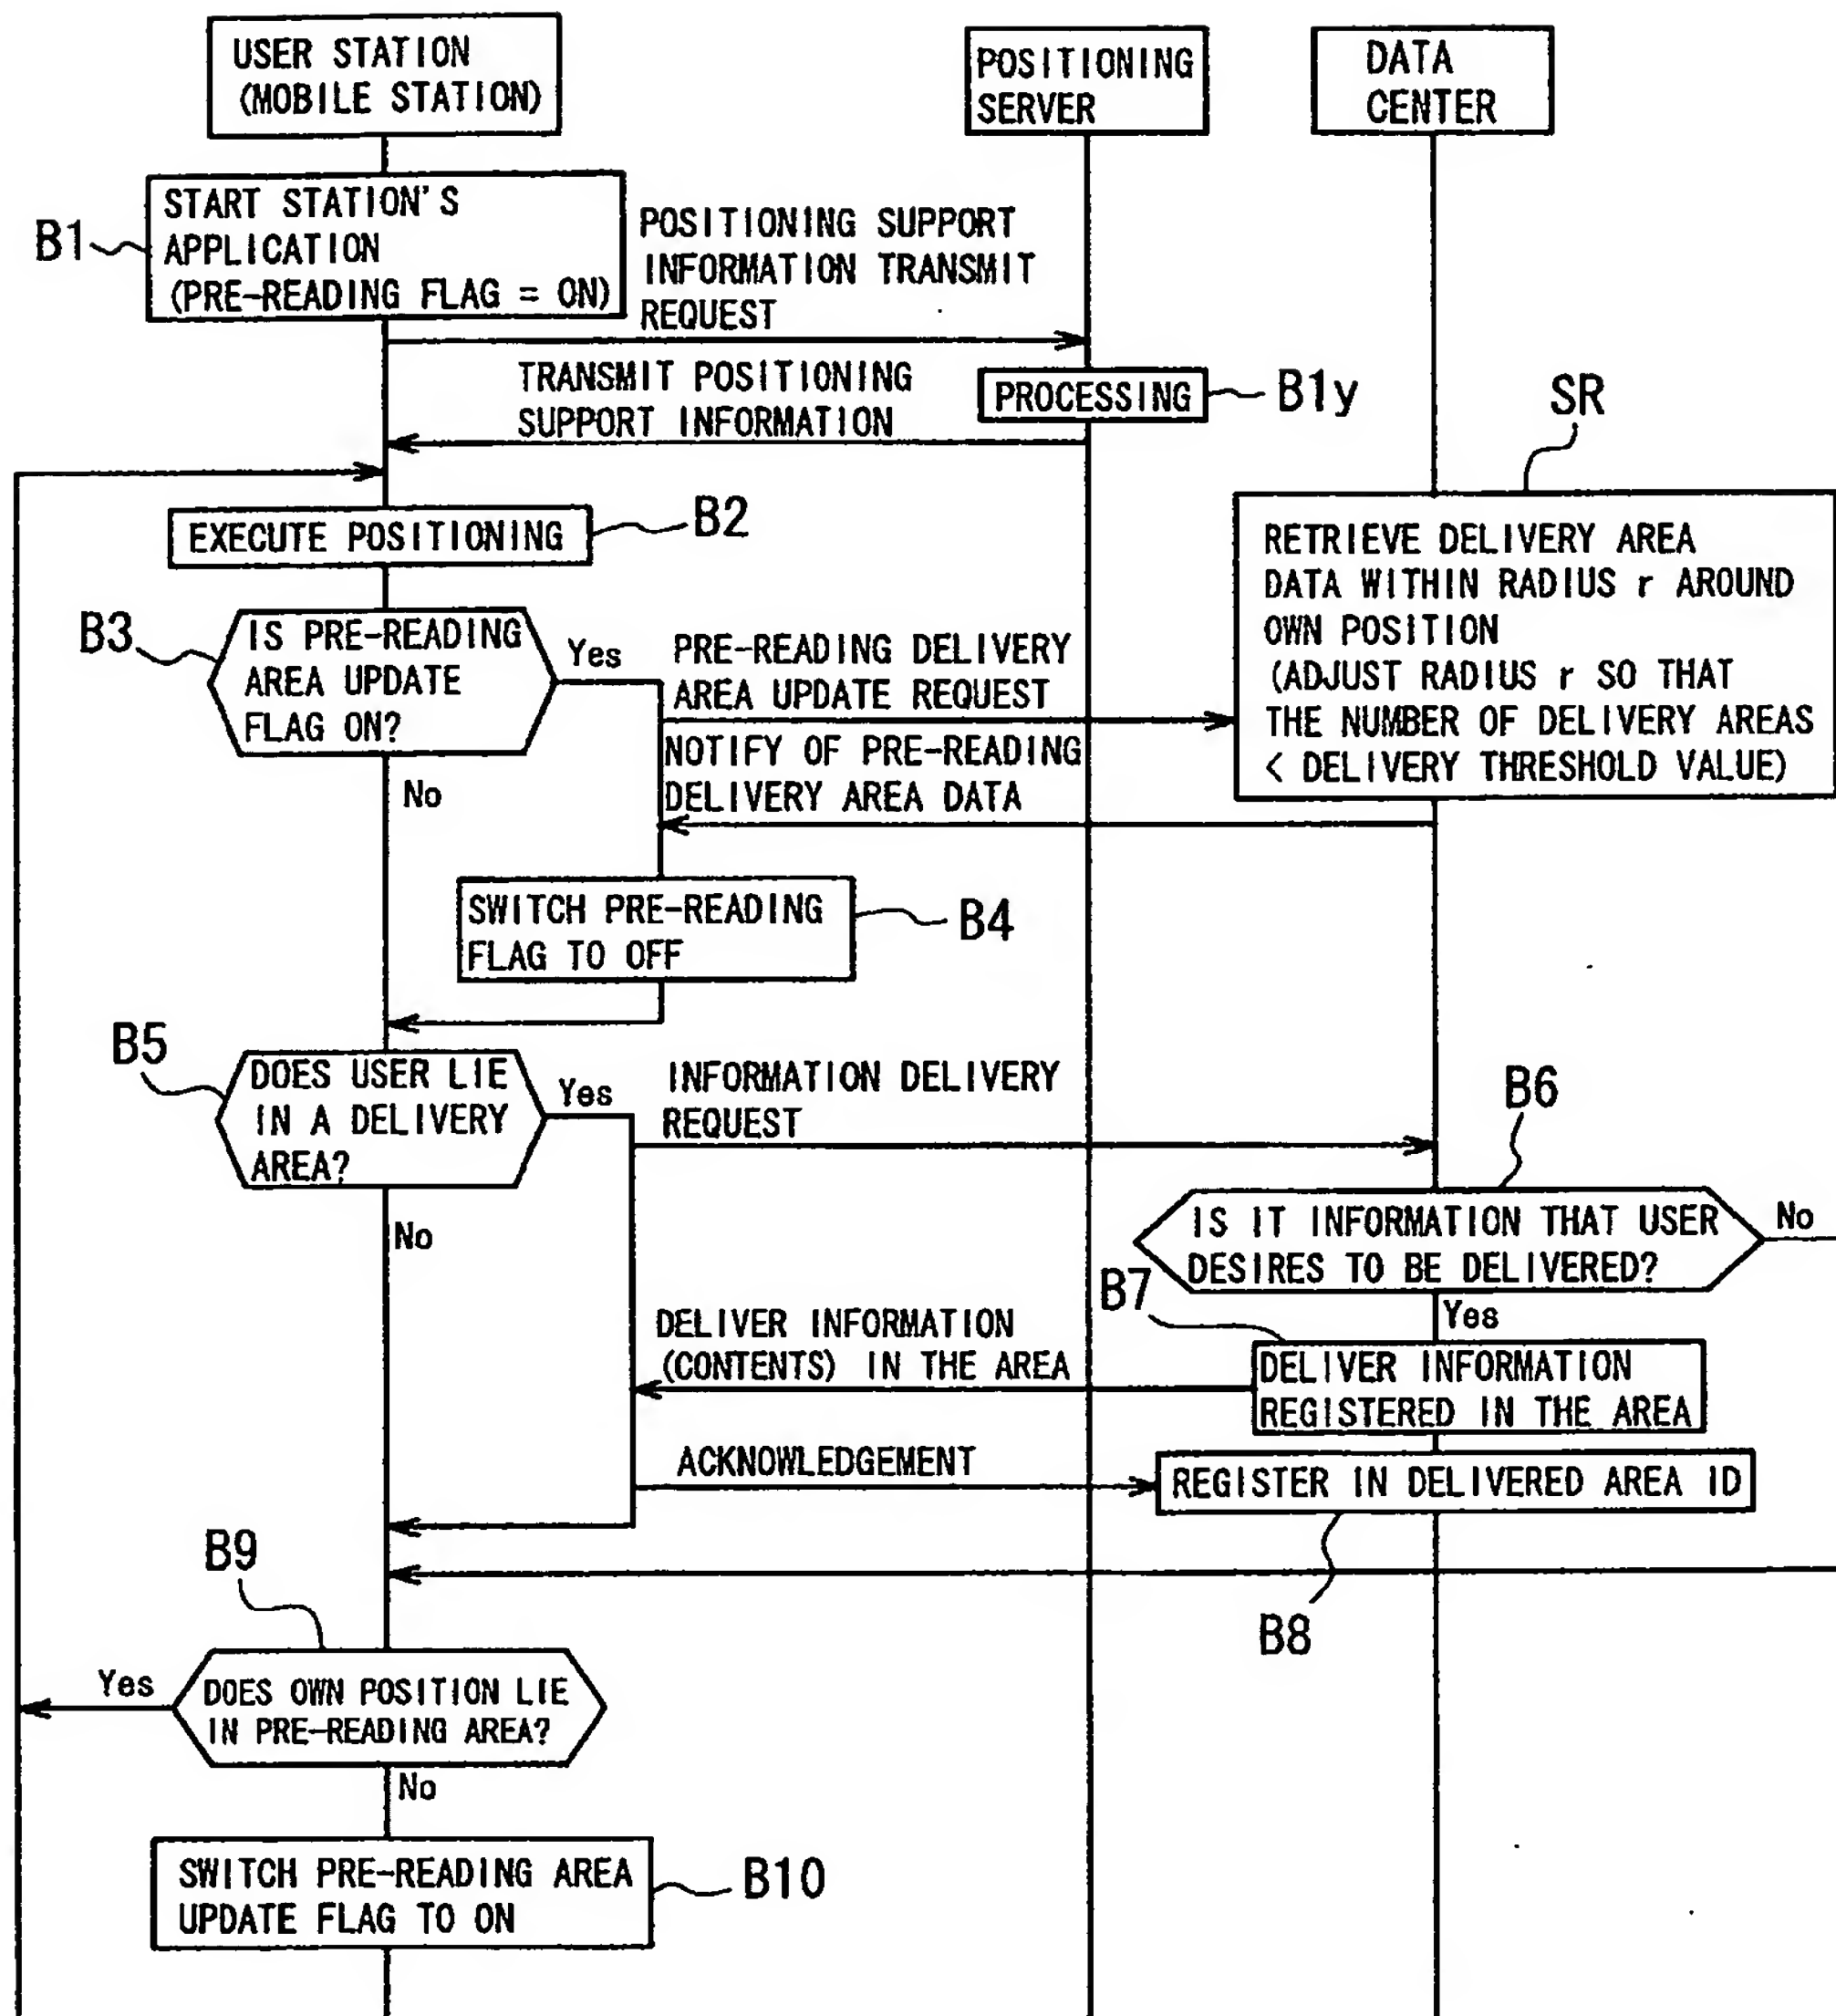 USER STATION
(MOBILE STATION)
POSITIONING
SERVER
DATA
CENTER
B1
START STATION'S
APPLICATION
(PRE-READING FLAG = ON)
POSITIONING SUPPORT
INFORMATION TRANSMIT
REQUEST
TRANSMIT POSITIONING
SUPPORT INFORMATION
PROCESSING
B1y
SR
EXECUTE POSITIONING
B2
RETRIEVE DELIVERY AREA
DATA WITHIN RADIUS r AROUND
OWN POSITION
(ADJUST RADIUS r SO THAT
THE NUMBER OF DELIVERY AREAS
< DELIVERY THRESHOLD VALUE)
B3
IS PRE-READING
AREA UPDATE
FLAG ON?
Yes
No
PRE-READING DELIVERY
AREA UPDATE REQUEST
NOTIFY OF PRE-READING
DELIVERY AREA DATA
SWITCH PRE-READING
FLAG TO OFF
B4
B5
DOES USER LIE
IN A DELIVERY
AREA?
Yes
No
INFORMATION DELIVERY
REQUEST
B6
IS IT INFORMATION THAT USER
DESIRES TO BE DELIVERED?
No
Yes
B7
DELIVER INFORMATION
(CONTENTS) IN THE AREA
DELIVER INFORMATION
REGISTERED IN THE AREA
ACKNOWLEDGEMENT
REGISTER IN DELIVERED AREA ID
B8
B9
DOES OWN POSITION LIE
IN PRE-READING AREA?
Yes
No
SWITCH PRE-READING AREA
UPDATE FLAG TO ON
B10